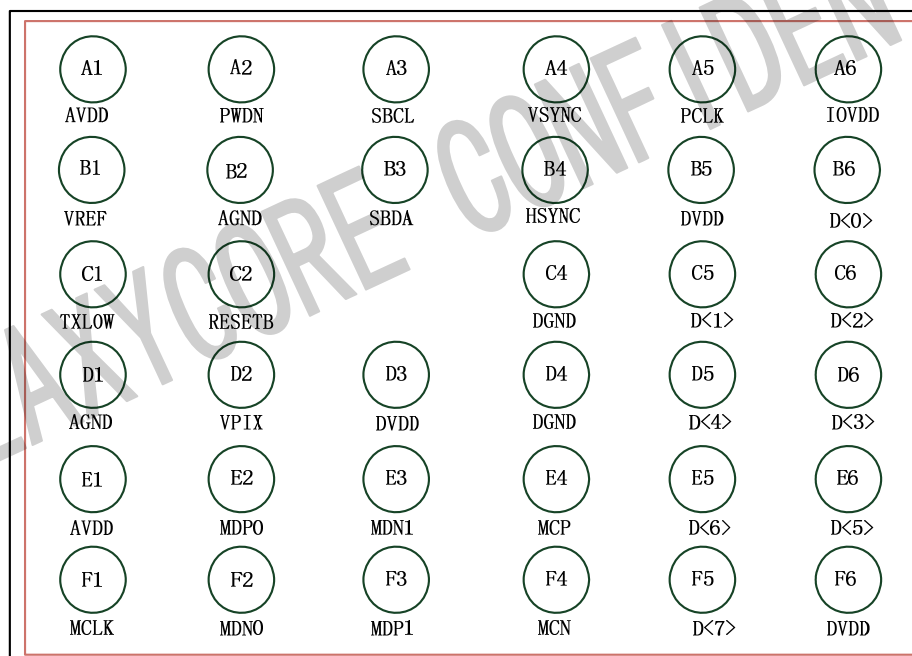 A1 A2 A3 A4 A5 A6
AVDD PWDN SBCL VSYNC PCLK IOVDD
B1 B2 B3 B4 B5 B6
VREF AGND SBDA HSYNC DVDD D<0>
C1 C2 C4 C5 C6
TXLOW RESETB DGND D<1> D<2>
D1 D2 D3 D4 D5 D6
AGND VPIX DVDD DGND D<4> D<3>
E1 E2 E3 E4 E5 E6
AVDD MDP0 MDN1 MCP D<6> D<5>
F1 F2 F3 F4 F5 F6
MCLK MDN0 MDP1 MCN D<7> DVDD
LAXYCORE CONFIDEN